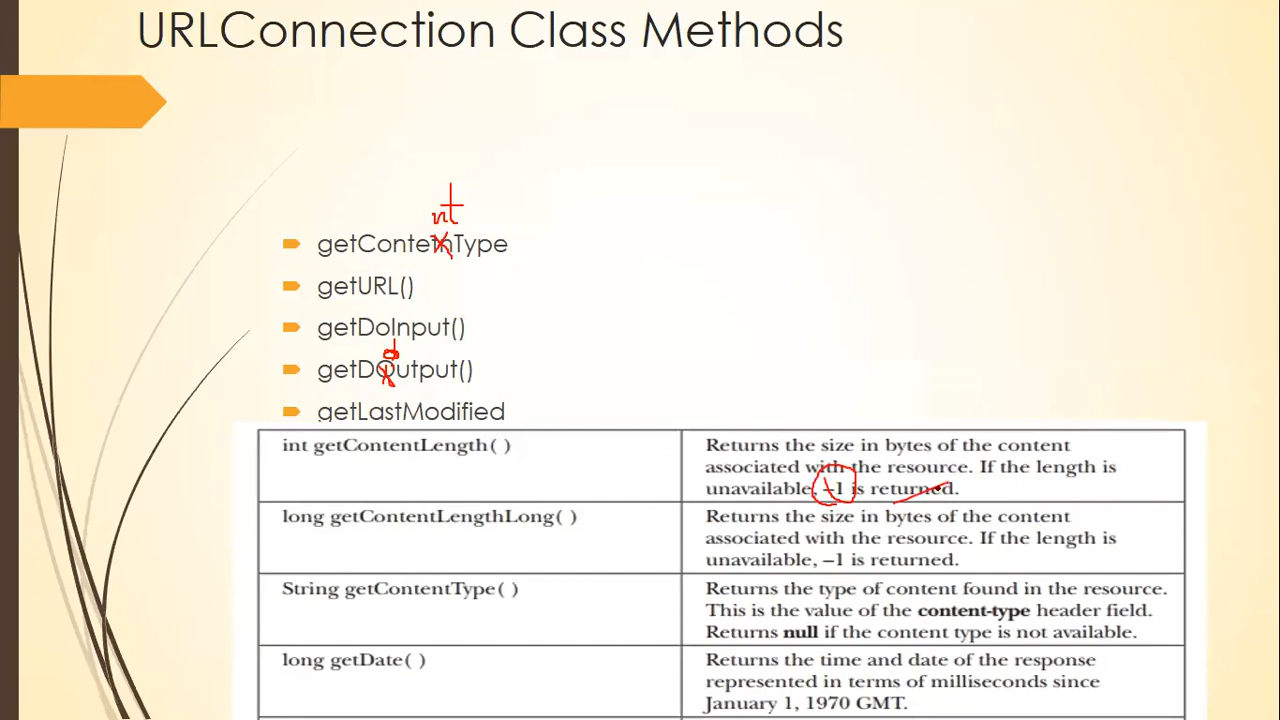 URLConnection Class Methods
nt
getContethType
getURL()
getDoInput()
o
getDOutput()
getLastModified
int getContentLength( )
Returns the size in bytes of the content
associated with the resource. If the length is
unavailable, –1 is returned.
long getContentLengthLong( )
Returns the size in bytes of the content
associated with the resource. If the length is
unavailable, –1 is returned.
String getContentType( )
Returns the type of content found in the resource.
This is the value of the content-type header field.
Returns null if the content type is not available.
long getDate( )
Returns the time and date of the response
represented in terms of milliseconds since
January 1, 1970 GMT.